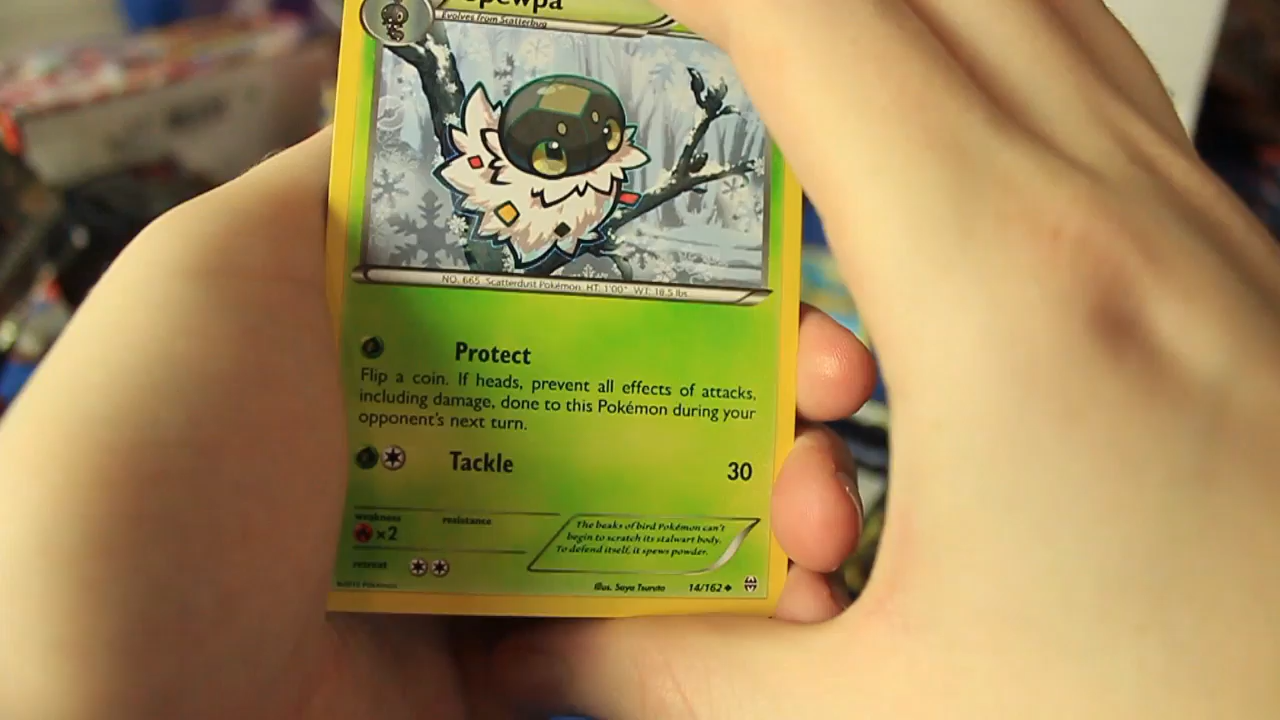 Spewpa
Evolves from Scatterbug
NO. 665 Scatterdust Pokémon HT: 1'00" WT: 18.5 lbs.
Protect
Flip a coin. If heads, prevent all effects of attacks,
including damage, done to this Pokémon during your
opponent's next turn.
Tackle 30
weakness resistance
×2
The beaks of bird Pokémon can't
begin to scratch its stalwart body.
To defend itself, it spews powder.
retreat
©2015 Pokémon
Illus. Saya Tsuruta 14/162